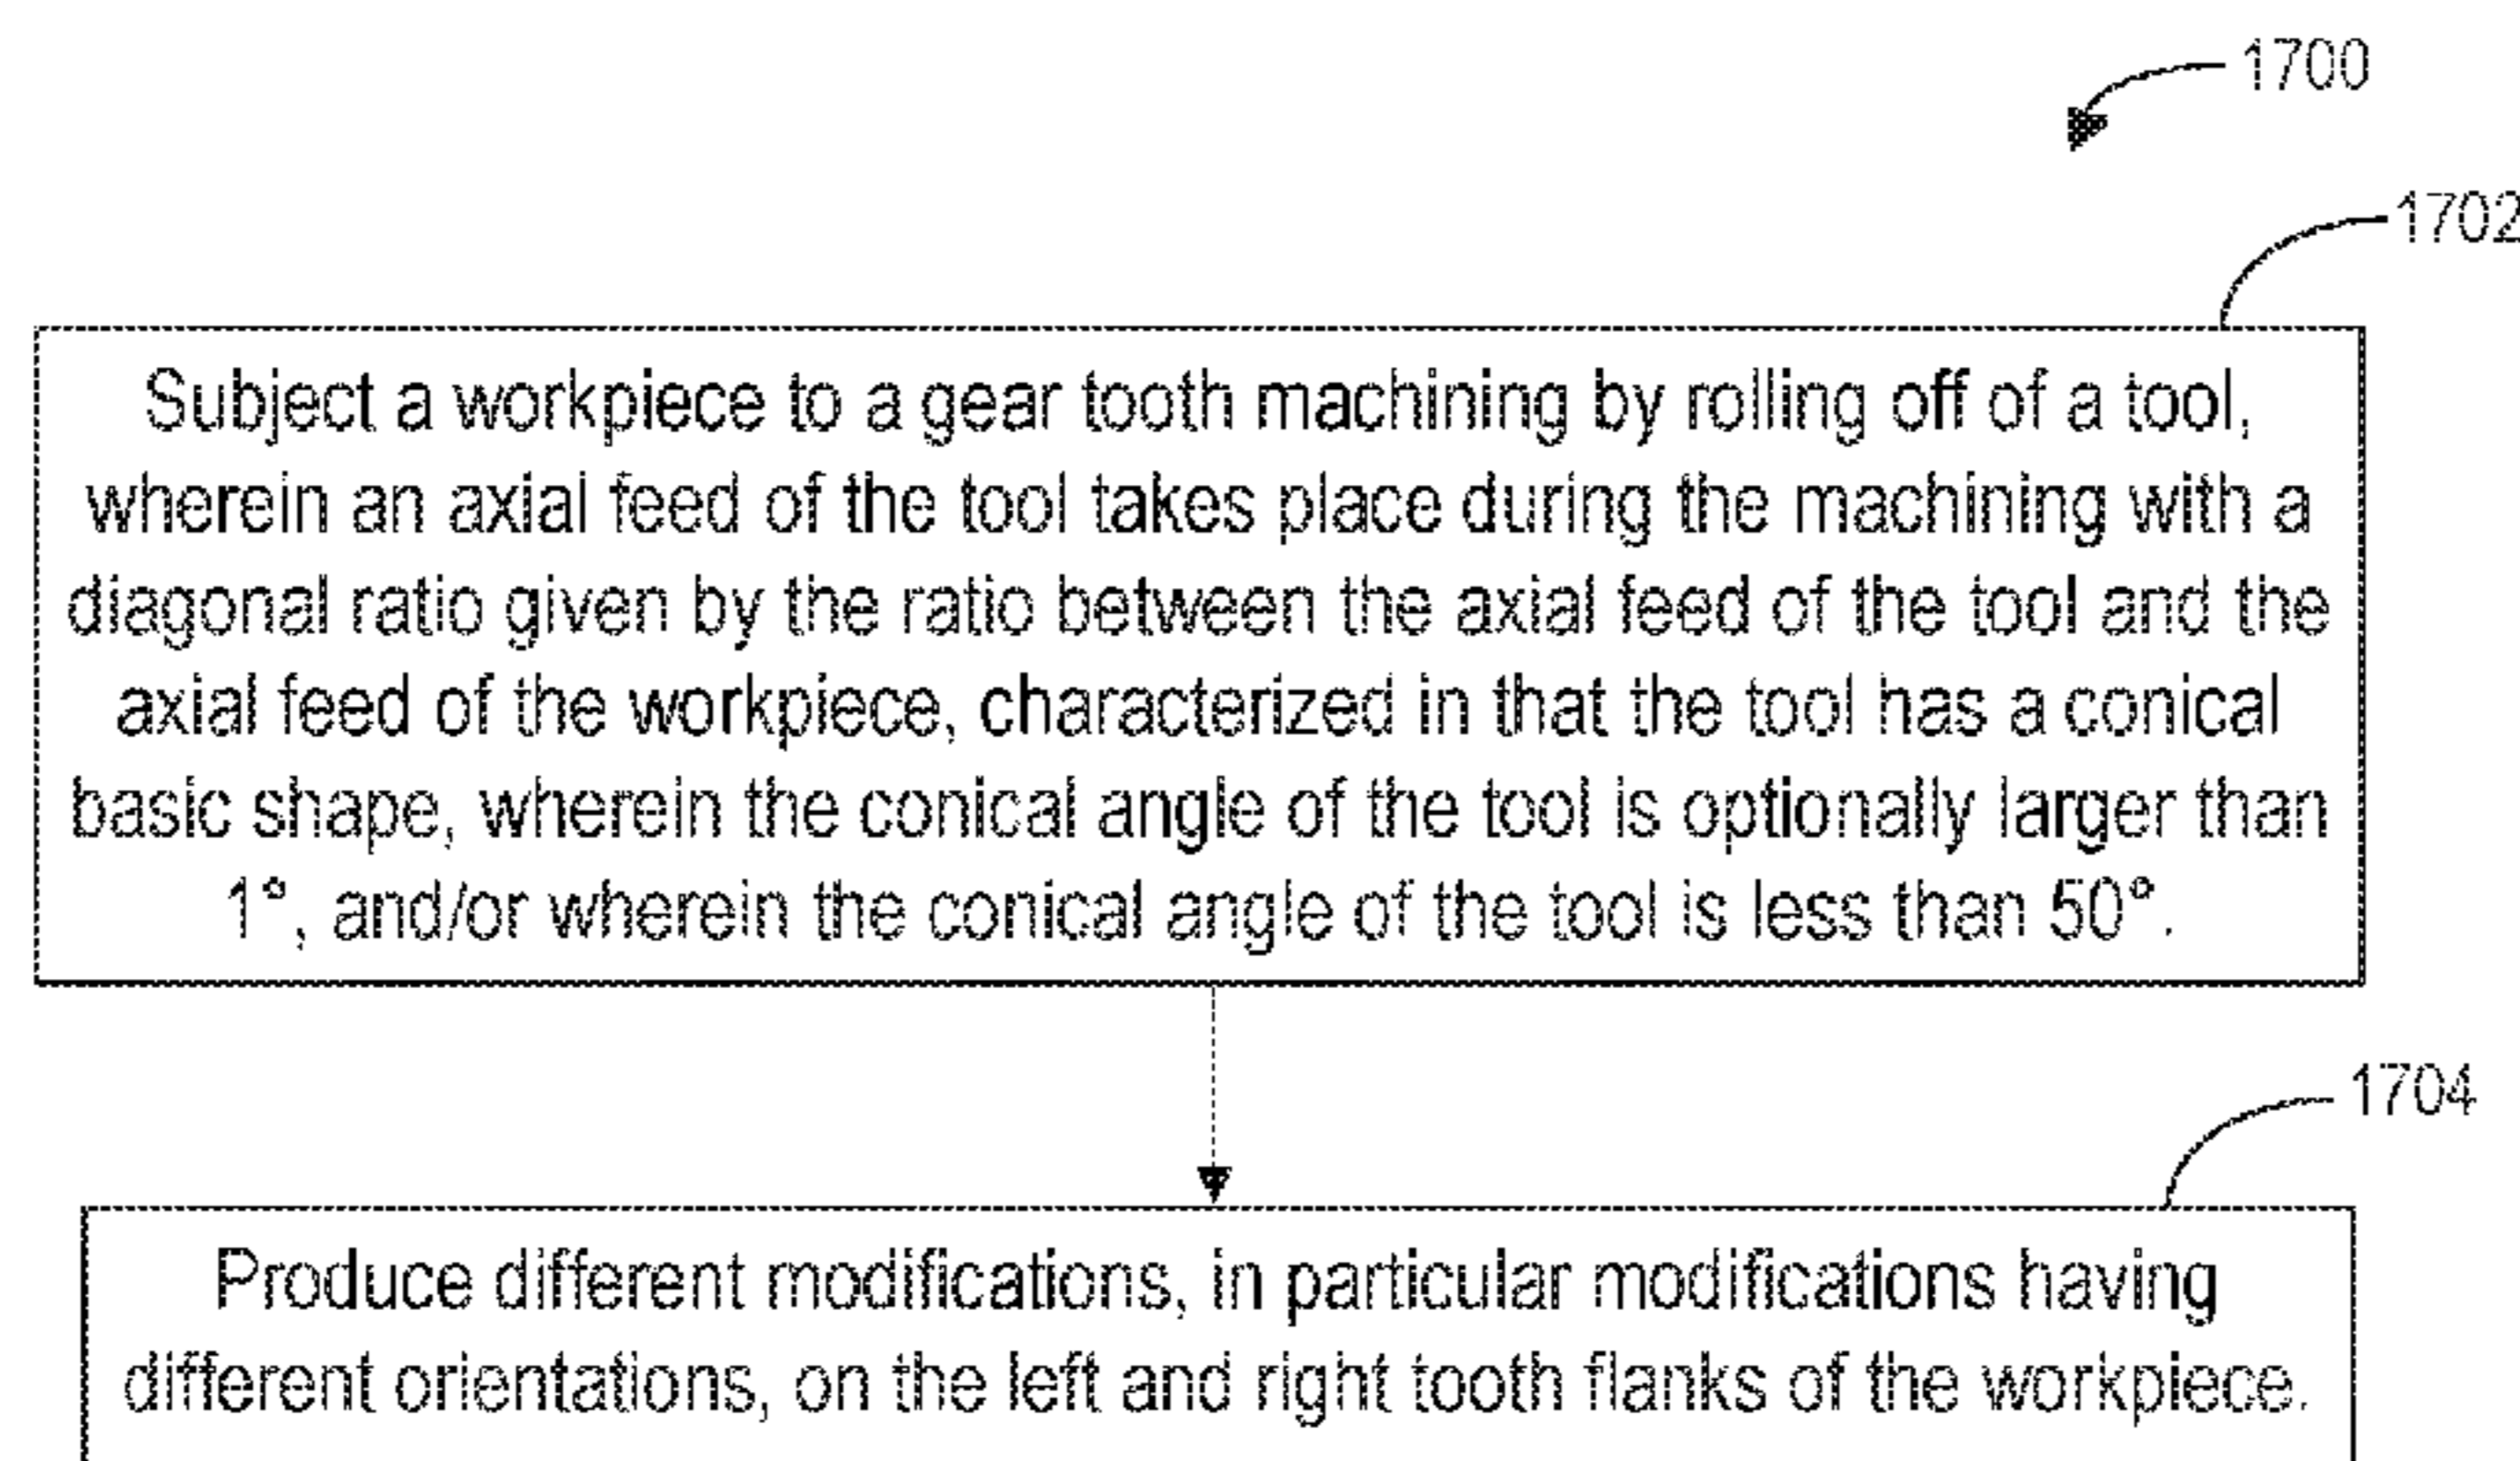 1700
1702
Subject a workpiece to a gear tooth machining by rolling off of a tool,
wherein an axial feed of the tool takes place during the machining with a
diagonal ratio given by the ratio between the axial feed of the tool and the
axial feed of the workpiece, characterized in that the tool has a conical
basic shape, wherein the conical angle of the tool is optionally larger than
1°, and/or wherein the conical angle of the tool is less than 50°.
1704
Produce different modifications, in particular modifications having
different orientations, on the left and right tooth flanks of the workpiece.